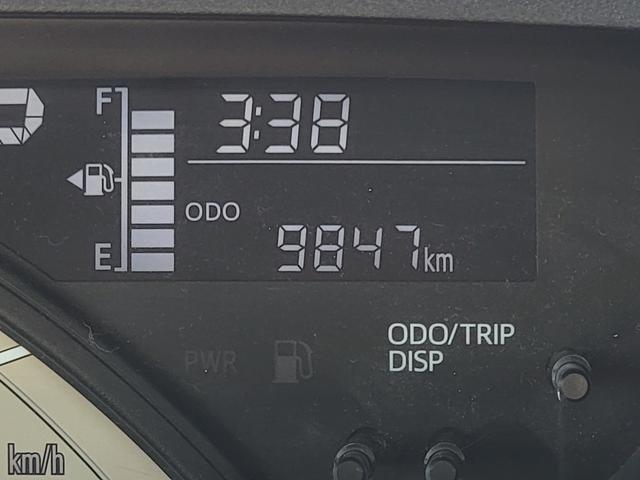 F
3:38
ODO
9847km
E
ODO/TRIP
DISP
PWR
km/h